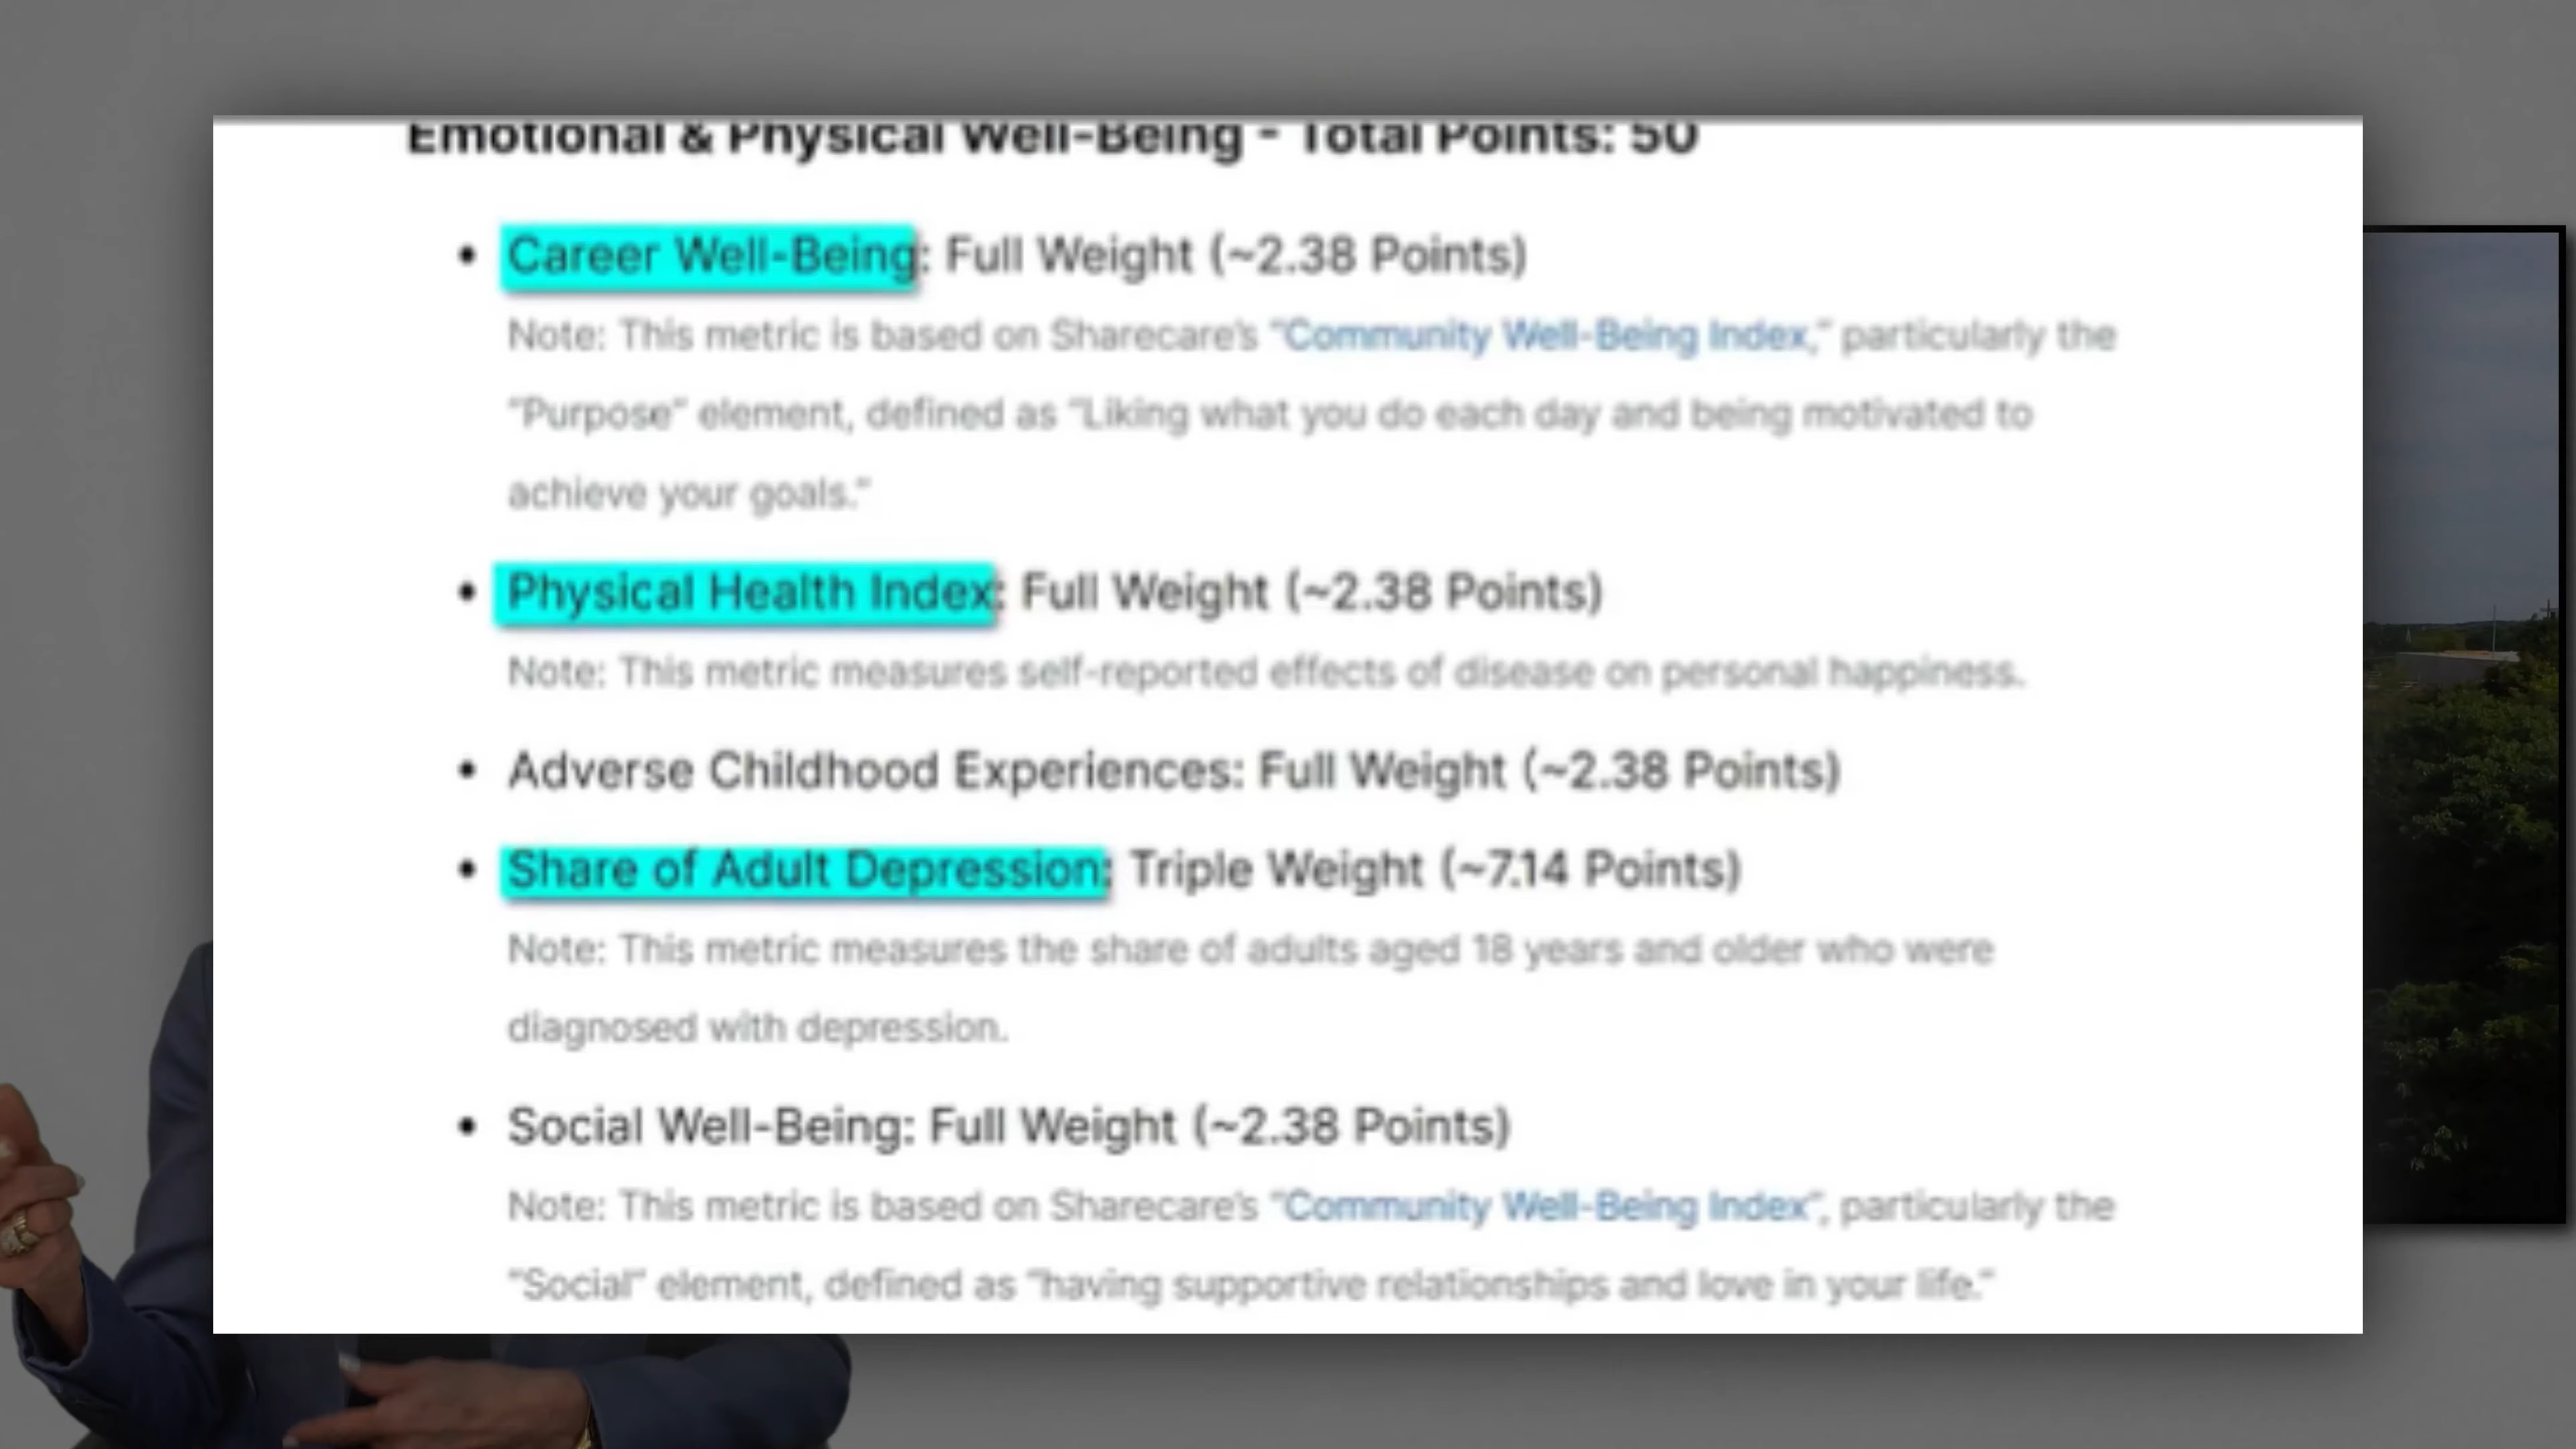 Emotional & Physical Well-Being - Total Points: 50
• Career Well-Being: Full Weight (~2.38 Points)
Note: This metric is based on Sharecare's "Community Well-Being Index," particularly the
"Purpose" element, defined as "Liking what you do each day and being motivated to
achieve your goals."
• Physical Health Index: Full Weight (~2.38 Points)
Note: This metric measures self-reported effects of disease on personal happiness.
• Adverse Childhood Experiences: Full Weight (~2.38 Points)
• Share of Adult Depression: Triple Weight (~7.14 Points)
Note: This metric measures the share of adults aged 18 years and older who were
diagnosed with depression.
• Social Well-Being: Full Weight (~2.38 Points)
Note: This metric is based on Sharecare's "Community Well-Being Index", particularly the
"Social" element, defined as "having supportive relationships and love in your life."